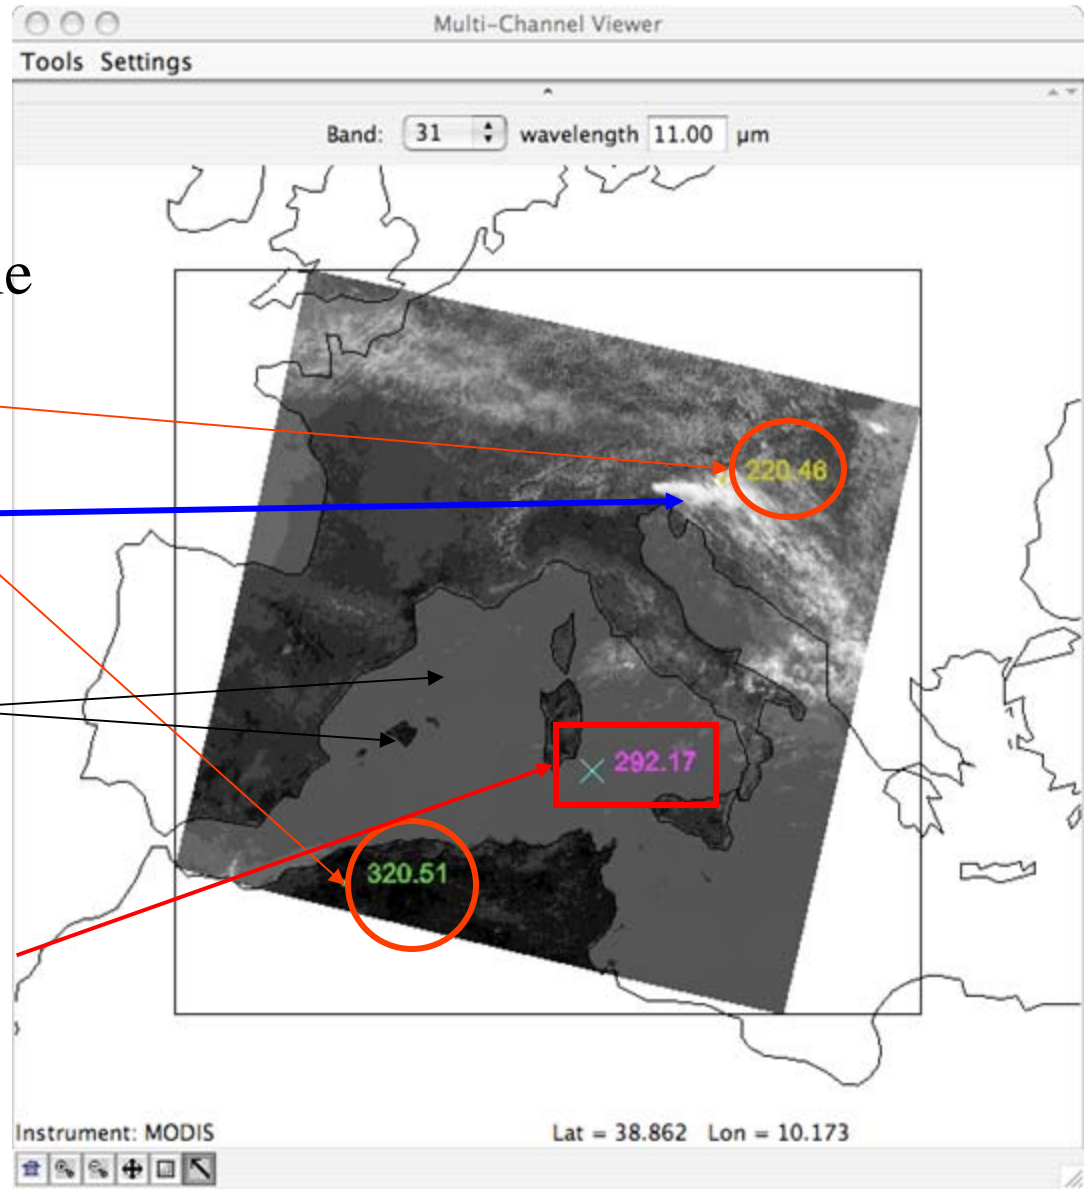 Multi-Channel Viewer
Tools Settings
Band: 31 wavelength 11.00 µm
220.46
292.17
320.51
Instrument: MODIS Lat = 38.862 Lon = 10.173